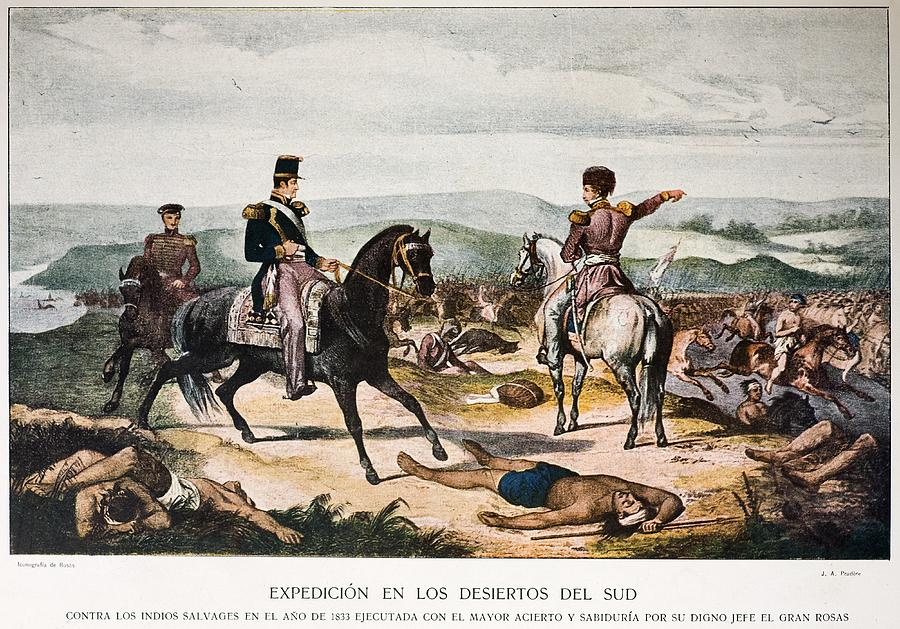 Iconografía de Rosas
J. A. Pradère
EXPEDICIÓN EN LOS DESIERTOS DEL SUD
CONTRA LOS INDIOS SALVAGES EN EL AÑO DE 1833 EJECUTADA CON EL MAYOR ACIERTO Y SABIDURÍA POR SU DIGNO JEFE EL GRAN ROSAS